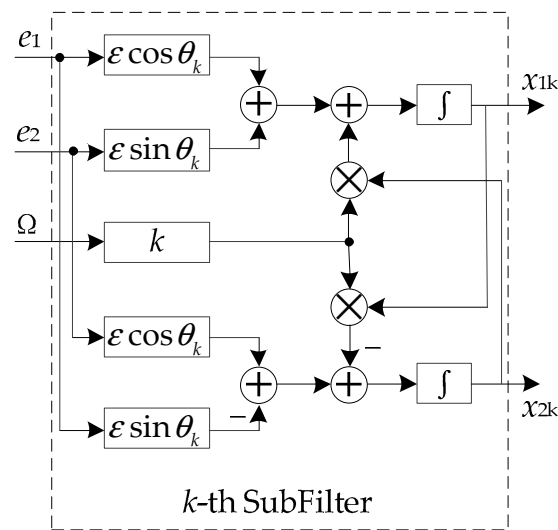 e1
ε cos θk
∫
x1k
e2
ε sin θk
Ω
k
ε cos θk
−
∫
x2k
− ε sin θk
k-th SubFilter